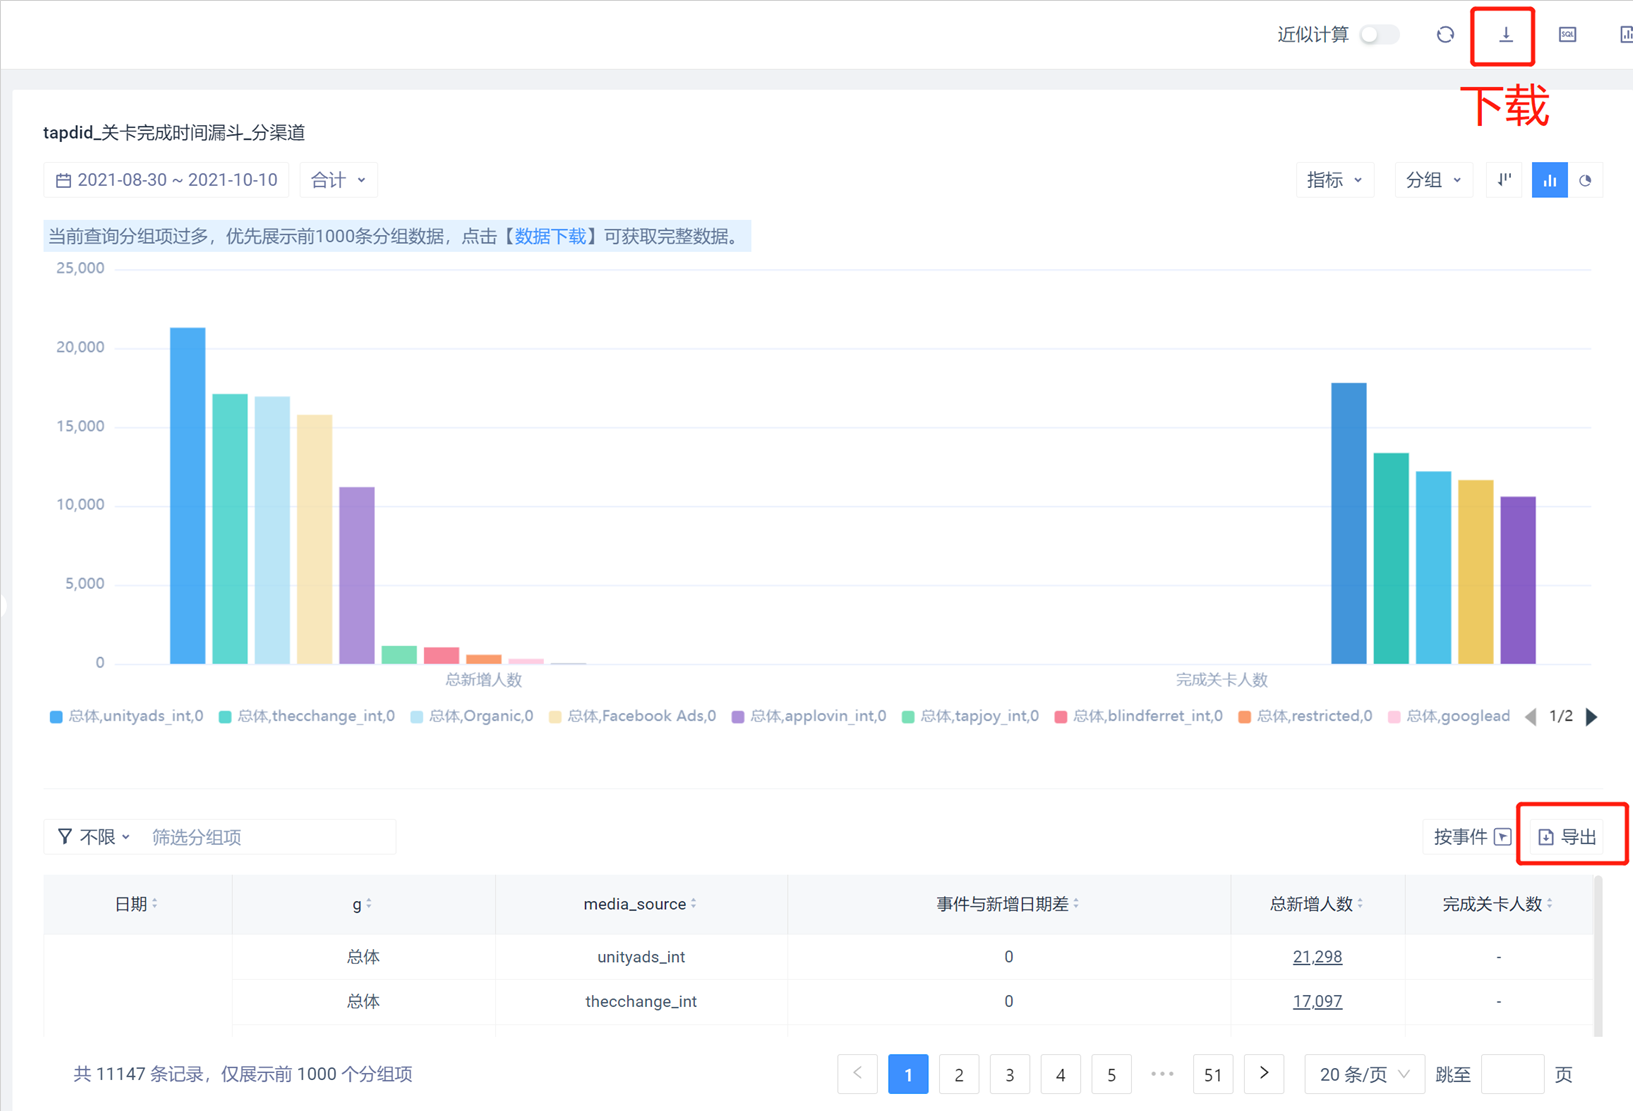 近似计算 SQL
下载
tapdid_关卡完成时间漏斗_分渠道
2021-08-30 ~ 2021-10-10 合计 指标 分组
当前查询分组项过多，优先展示前1000条分组数据，点击【数据下载】可获取完整数据。
25,000
20,000
15,000
10,000
5,000
0
总新增人数 完成关卡人数
总体,unityads_int,0 总体,thecchange_int,0 总体,Organic,0 总体,Facebook Ads,0 总体,applovin_int,0 总体,tapjoy_int,0 总体,blindferret_int,0 总体,restricted,0 总体,googlead 1/2
不限 筛选分组项 按事件 导出
日期 g media_source 事件与新增日期差 总新增人数 完成关卡人数
总体 unityads_int 0 21,298 -
总体 thecchange_int 0 17,097 -
共 11147 条记录，仅展示前 1000 个分组项 < 1 2 3 4 5 ••• 51 > 20 条/页 跳至 页